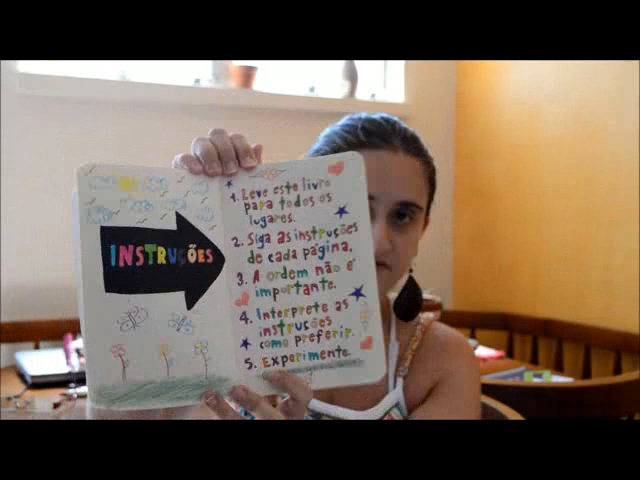 INSTRUÇÕES
1. Leve este livro
para todos os
lugares.
2. Siga as instruções
de cada página.
3. A ordem não é
importante.
4. Interprete as
instruções
como preferir.
5. Experimente.